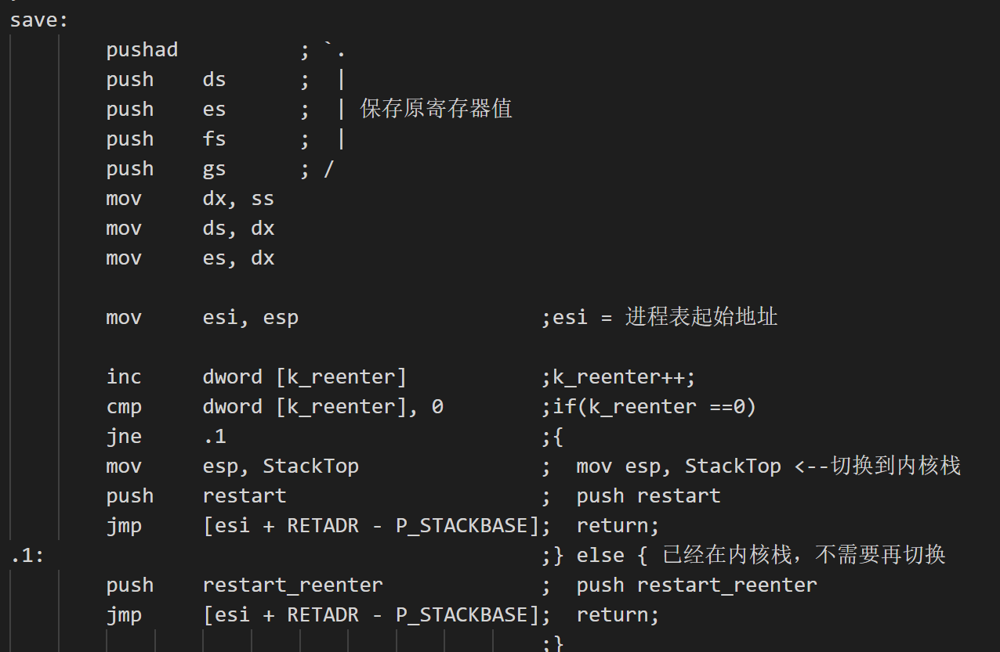 save:
pushad ; `.
push ds ; |
push es ; | 保存原寄存器值
push fs ; |
push gs ; /
mov dx, ss
mov ds, dx
mov es, dx
mov esi, esp ;esi = 进程表起始地址
inc dword [k_reenter] ;k_reenter++;
cmp dword [k_reenter], 0 ;if(k_reenter ==0)
jne .1 ;{
mov esp, StackTop ; mov esp, StackTop <--切换到内核栈
push restart ; push restart
jmp [esi + RETADR - P_STACKBASE]; return;
.1: ;} else { 已经在内核栈，不需要再切换
push restart_reenter ; push restart_reenter
jmp [esi + RETADR - P_STACKBASE]; return;
;}